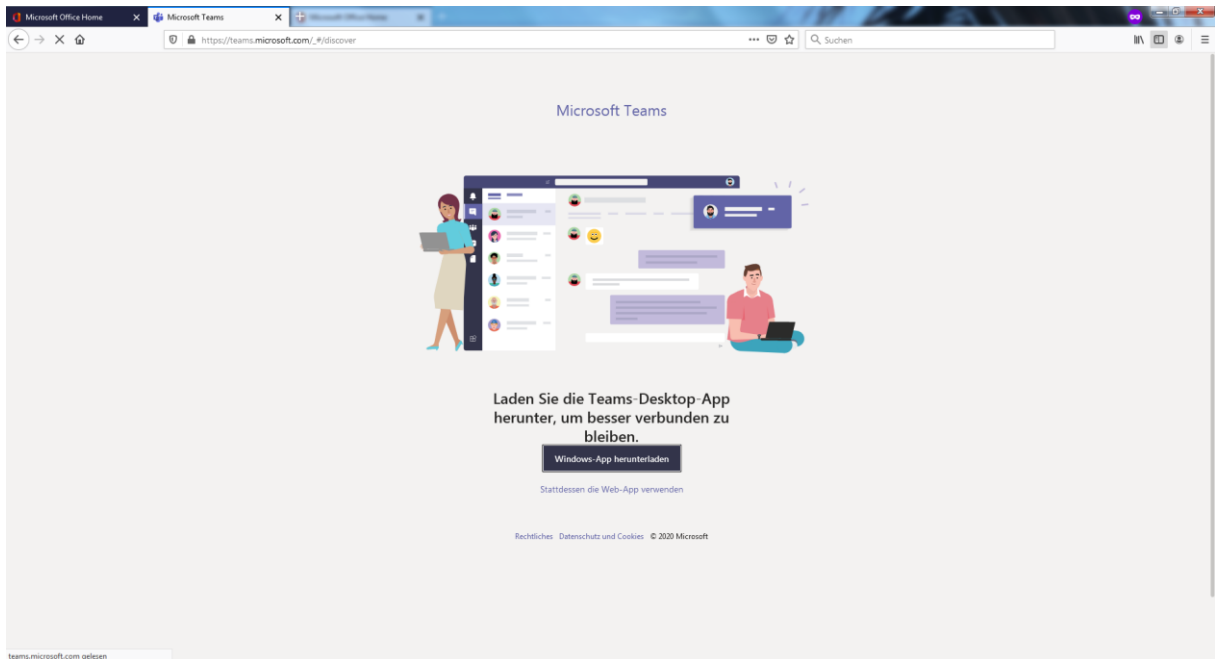 Microsoft Office Home
Microsoft Teams
https://teams.microsoft.com/_#/discover
Suchen
Microsoft Teams
Laden Sie die Teams-Desktop-App
herunter, um besser verbunden zu
bleiben.
Windows-App herunterladen
Stattdessen die Web-App verwenden
Rechtliches Datenschutz und Cookies © 2020 Microsoft
teams.microsoft.com gelesen